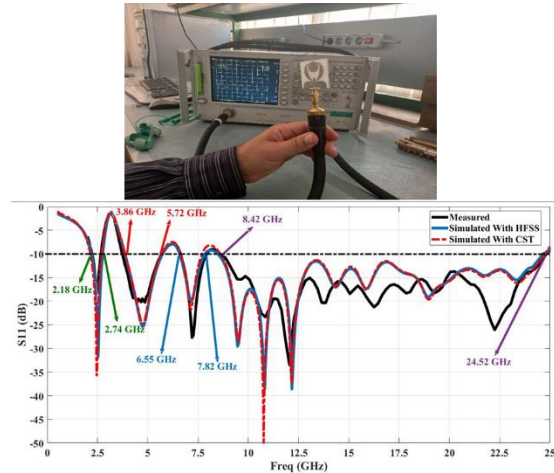 0
-5
-10
-15
-20
-25
-30
-35
-40
-45
-50
S11 (dB)
3.86 GHz
5.72 GHz
8.42 GHz
Measured
Simulated With HFSS
Simulated With CST
2.18 GHz
2.74 GHz
6.55 GHz
7.82 GHz
24.52 GHz
0 2.5 5 7.5 10 12.5 15 17.5 20 22.5 25
Freq (GHz)